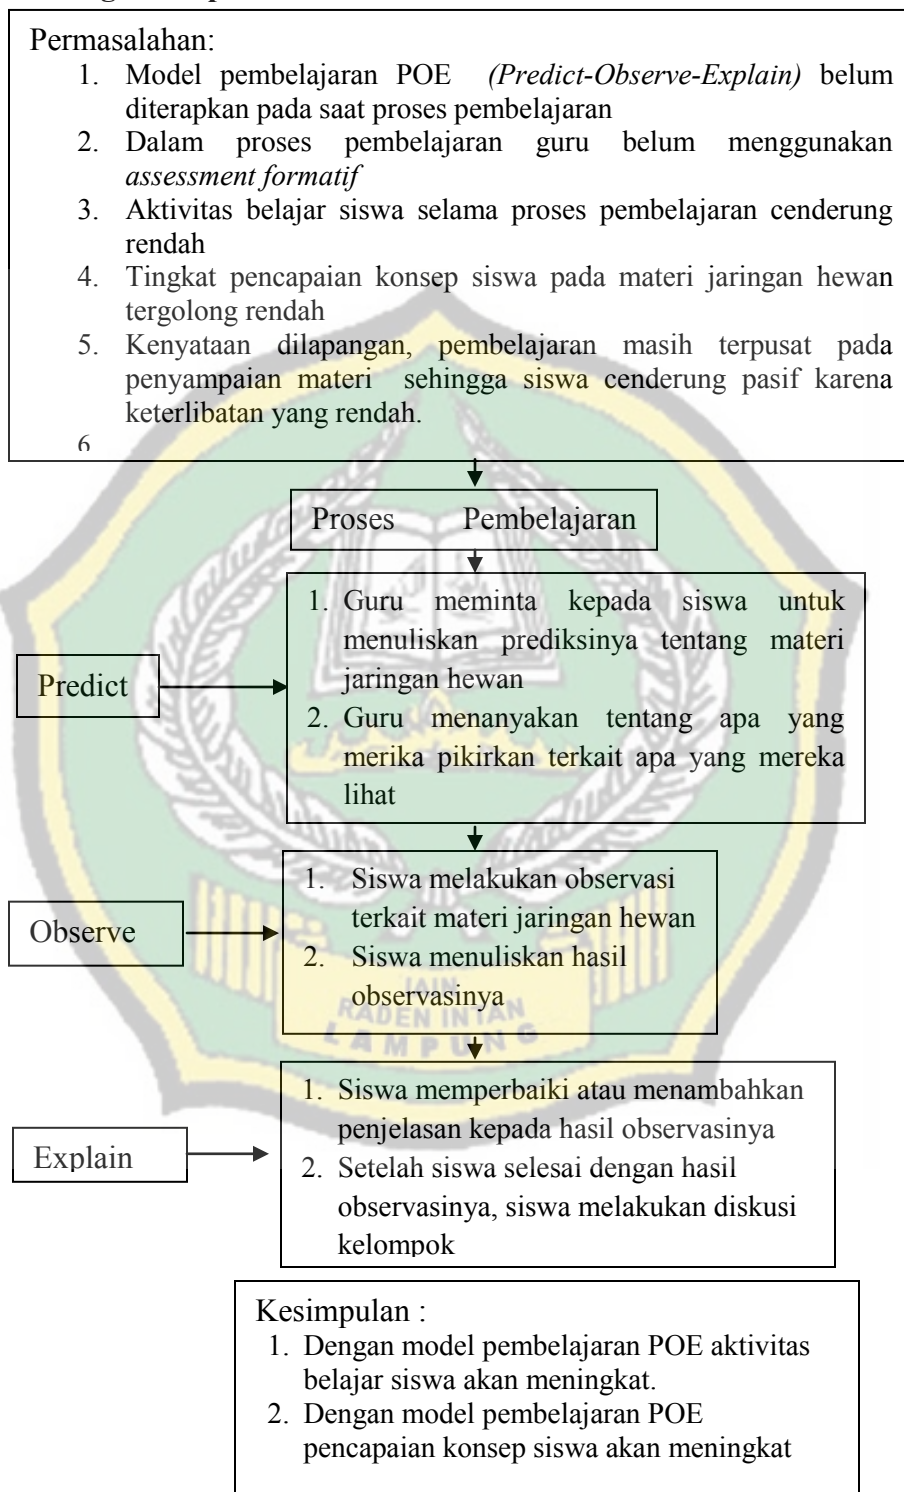 Permasalahan:
1. Model pembelajaran POE (Predict-Observe-Explain) belum
diterapkan pada saat proses pembelajaran
2. Dalam proses pembelajaran guru belum menggunakan
assessment formatif
3. Aktivitas belajar siswa selama proses pembelajaran cenderung
rendah
4. Tingkat pencapaian konsep siswa pada materi jaringan hewan
tergolong rendah
5. Kenyataan dilapangan, pembelajaran masih terpusat pada
penyampaian materi sehingga siswa cenderung pasif karena
keterlibatan yang rendah.
6
Proses Pembelajaran
Predict
1. Guru meminta kepada siswa untuk
menuliskan prediksinya tentang materi
jaringan hewan
2. Guru menanyakan tentang apa yang
merika pikirkan terkait apa yang mereka
lihat
Observe
1. Siswa melakukan observasi
terkait materi jaringan hewan
2. Siswa menuliskan hasil
observasinya
IAIN
RADEN INTAN
LAMPUNG
Explain
1. Siswa memperbaiki atau menambahkan
penjelasan kepada hasil observasinya
2. Setelah siswa selesai dengan hasil
observasinya, siswa melakukan diskusi
kelompok
Kesimpulan :
1. Dengan model pembelajaran POE aktivitas
belajar siswa akan meningkat.
2. Dengan model pembelajaran POE
pencapaian konsep siswa akan meningkat